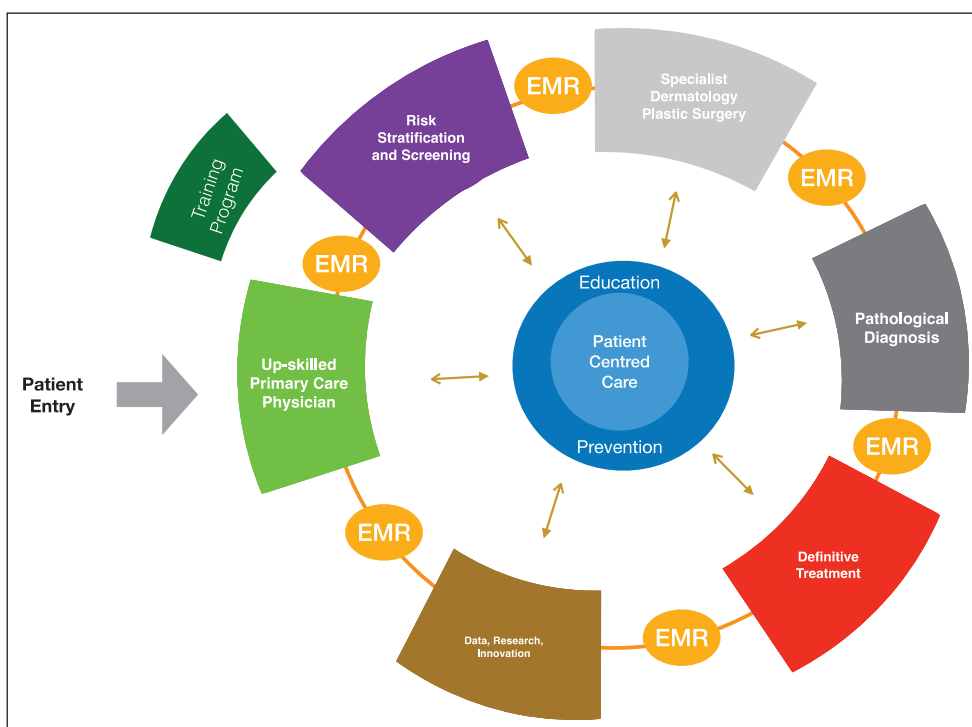 EMR
Specialist
Dermatology
Plastic Surgery
Risk
Stratification
and Screening
Training
Program
EMR
EMR
Education
Patient
Centred
Care
Prevention
Pathological
Diagnosis
Up-skilled
Primary Care
Physician
Patient
Entry
EMR
EMR
Definitive
Treatment
Data, Research,
Innovation
EMR